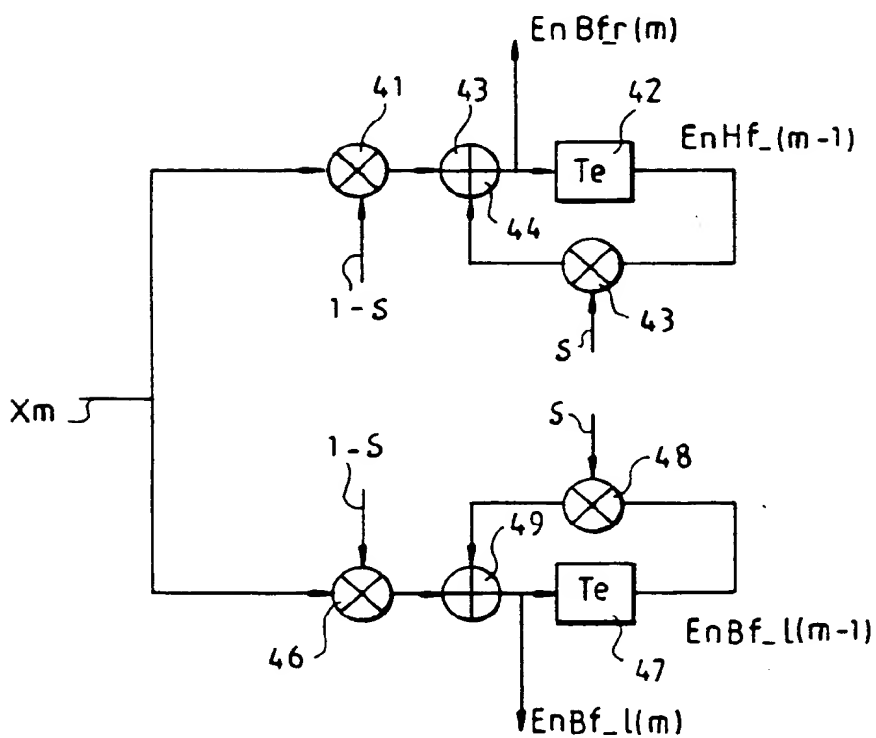 EnBf_r(m)
41
43
42
EnHf_(m-1)
Te
44
1-S
43
S
Xm
S
1-S
48
49
Te
46
47
EnBf_l(m-1)
EnBf_l(m)